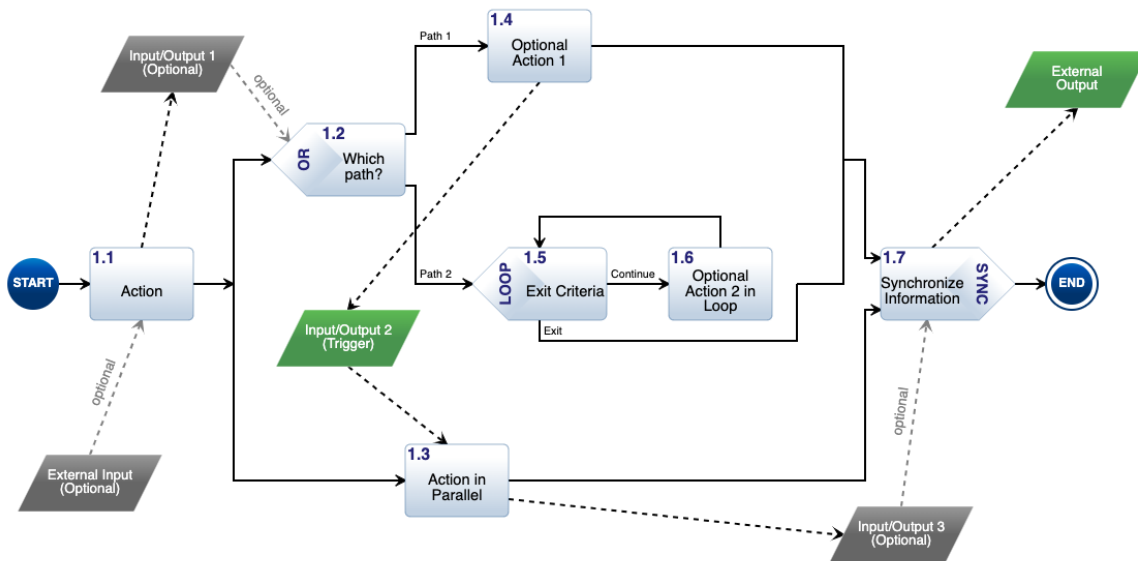 1.4
Optional
Action 1
Path 1
Input/Output 1
(Optional)
optional
External
Output
1.2
OR
Which
path?
1.1
Action
START
Path 2
LOOP
1.5
Exit Criteria
Continue
1.6
Optional
Action 2 in
Loop
Exit
1.7
Synchronize
Information
SYNC
END
Input/Output 2
(Trigger)
optional
optional
External Input
(Optional)
1.3
Action in
Parallel
Input/Output 3
(Optional)